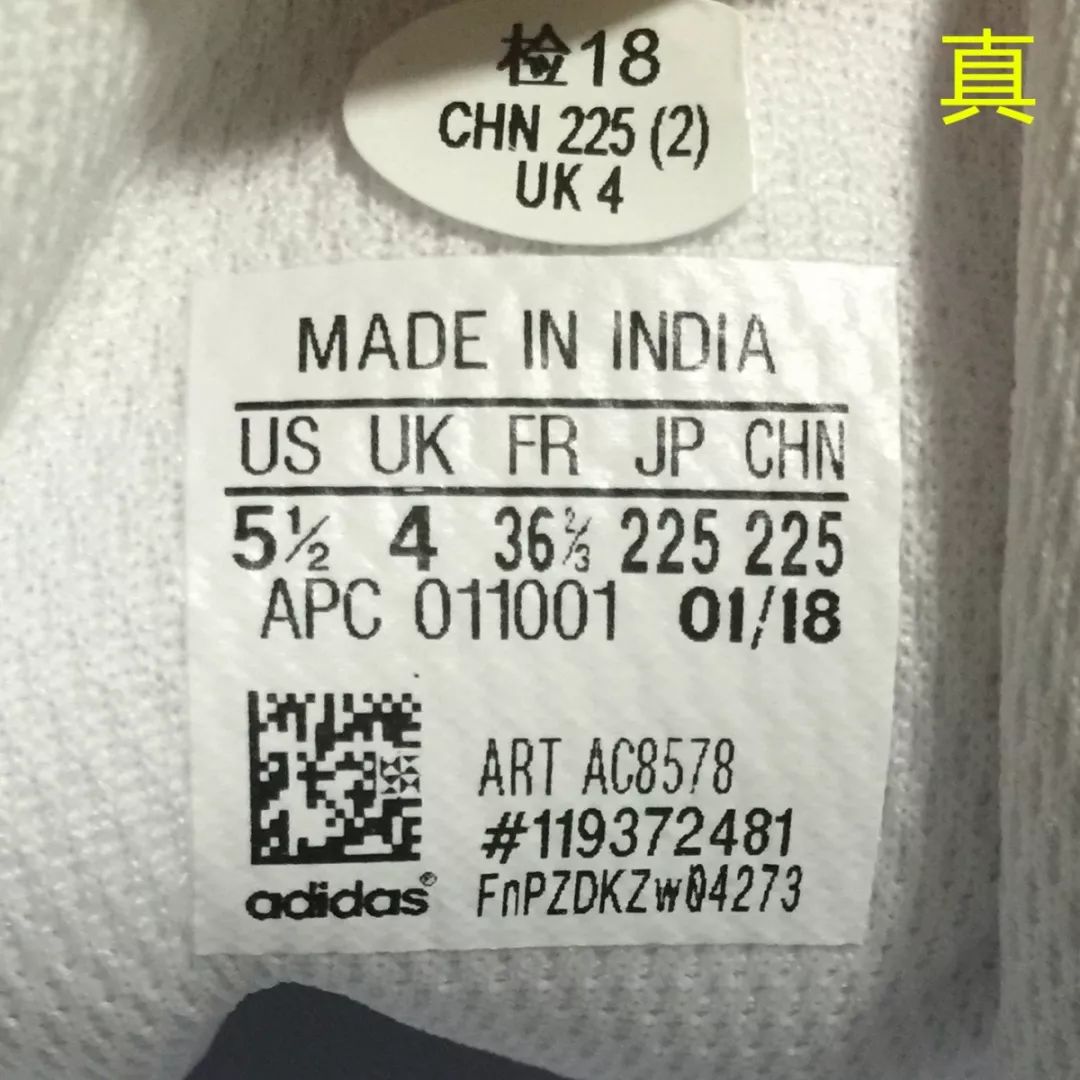 真
检18
CHN 225 (2)
UK 4
MADE IN INDIA
US UK FR JP CHN
5½ 4 36⅔ 225 225
APC 011001 01/18
ART AC8578
#119372481
adidas®
FnPZDKZw04273